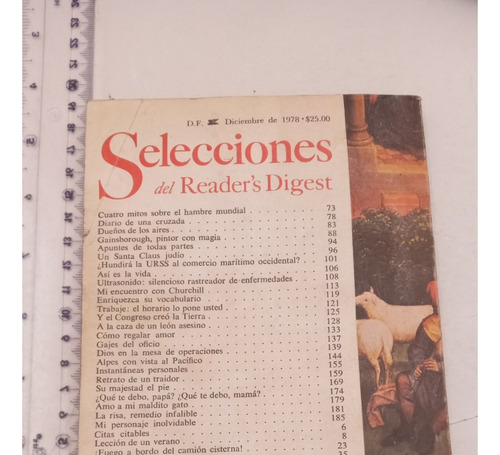 D.F. Diciembre de 1978 • $25.00
Selecciones
del Reader's Digest
Cuatro mitos sobre el hambre mundial . . . . . . . . 73
Diario de una cruzada . . . . . . . . 78
Dueños de los aires . . . . . . . . 83
Gainsborough, pintor con magia . . . . . . . . 88
Apuntes de todas partes . . . . . . . . 94
Un Santa Claus judío . . . . . . . . 96
¿Hundirá la URSS al comercio marítimo occidental? . . 101
Así es la vida . . . . . . . . 106
Ultrasonido: silencioso rastreador de enfermedades . . . 108
Mi encuentro con Churchill . . . . . . . . 113
Enriquezca su vocabulario . . . . . . . . 119
Trabaje: el horario lo pone usted . . . . . . . . 121
Y el Congreso creó la Tierra . . . . . . . . 125
A la caza de un león asesino . . . . . . . . 128
Cómo regalar amor . . . . . . . . 133
Gajes del oficio . . . . . . . . 137
Dios en la mesa de operaciones . . . . . . . . 139
Alpes con vista al Pacífico . . . . . . . . 144
Instantáneas personales . . . . . . . . 155
Retrato de un traidor . . . . . . . . 159
Su majestad el pie . . . . . . . . 169
¿Qué te debo, papá? ¿Qué te debo, mamá? . . . . . 174
Amo a mi maldito gato . . . . . . . . 179
La risa, remedio infalible . . . . . . . . 181
Mi personaje inolvidable . . . . . . . . 185
Citas citables . . . . . . . . 6
Lección de un verano . . . . . . . . 8
¡Fuego a bordo del camión cisterna! . . . . . . . . 23
35